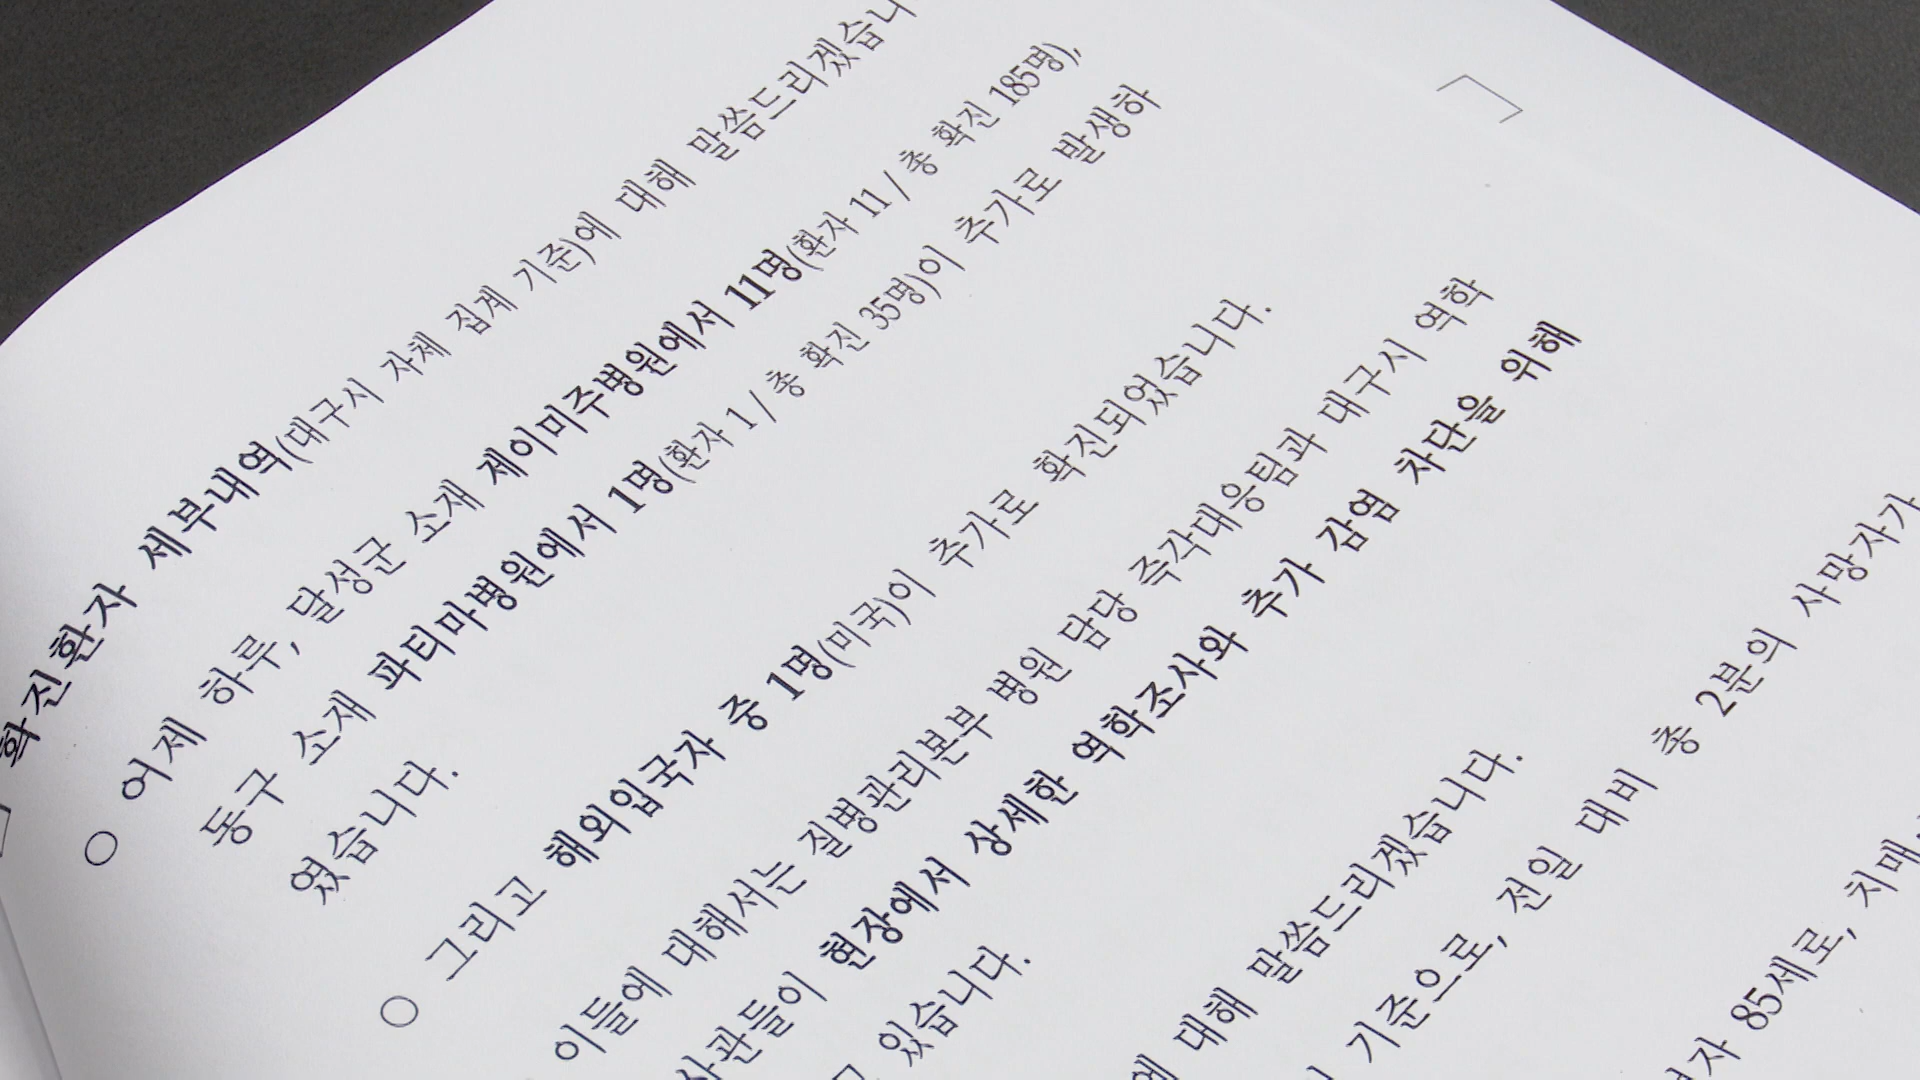 확진환자 세부내역(대구시 자체 집계 기준)에 대해 말씀드리겠습니
○ 어제 하루, 달성군 소재 제이미주병원에서 11명(환자 11 / 총 확진 185명),
동구 소재 파티마병원에서 1명(환자 1 / 총 확진 35명)이 추가로 발생하
였습니다.
○ 그리고 해외입국자 중 1명(미국)이 추가로 확진되었습니다.
이들에 대해서는 질병관리본부 병원 담당 즉각대응팀과 대구시 역학
사관들이 현장에서 상세한 역학조사와 추가 감염 차단을 위해
있습니다.
에 대해 말씀드리겠습니다.
기준으로, 전일 대비 총 2분의 사망자가
85세로, 치매,